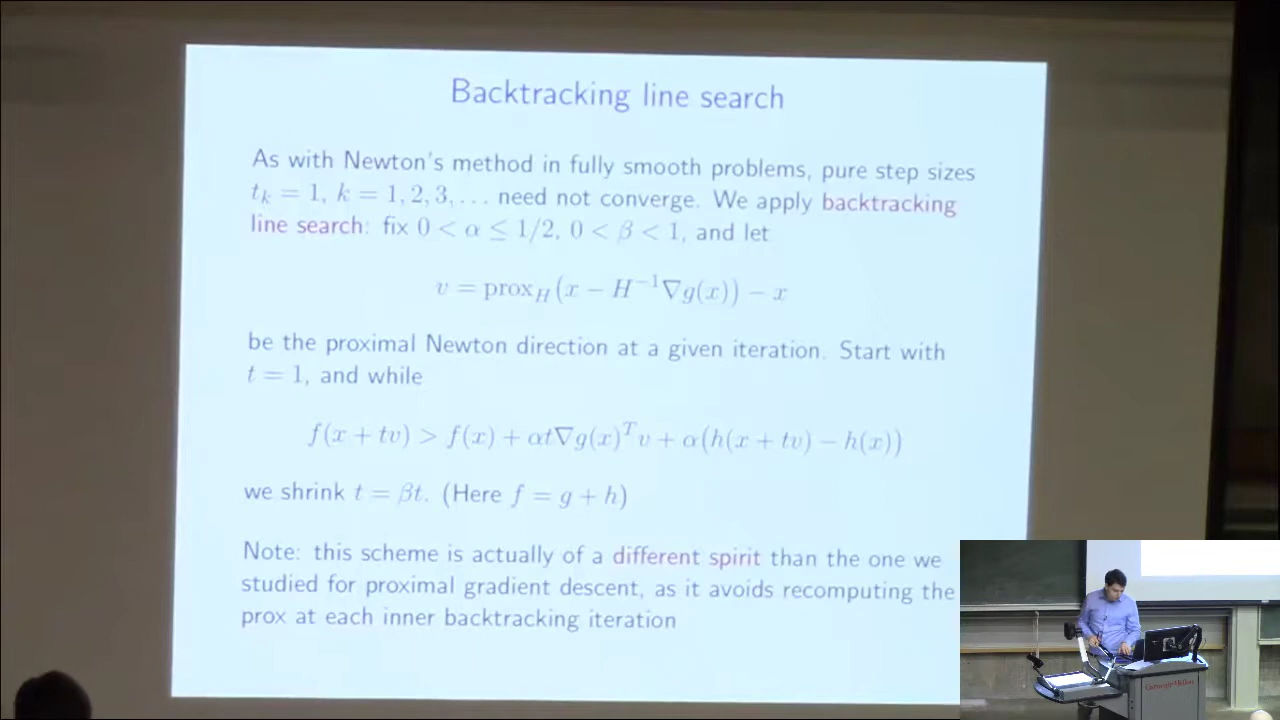 Backtracking line search
As with Newton's method in fully smooth problems, pure step sizes
t_k = 1, k = 1, 2, 3, . . . need not converge. We apply backtracking
line search: fix 0 < α ≤ 1/2, 0 < β < 1, and let
v = prox_H(x − H^{−1}∇g(x)) − x
be the proximal Newton direction at a given iteration. Start with
t = 1, and while
f(x + tv) > f(x) + αt∇g(x)^T v + α(h(x + tv) − h(x))
we shrink t = βt. (Here f = g + h)
Note: this scheme is actually of a different spirit than the one we
studied for proximal gradient descent, as it avoids recomputing the
prox at each inner backtracking iteration
Carnegie Mellon